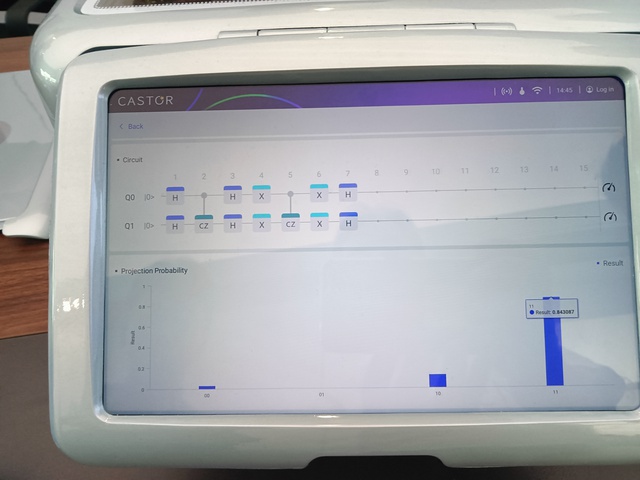 CASTOR
14:45 Log in
Back
Circuit
1 2 3 4 5 6 7 8 9 10 11 12 13 14 15
Q0 |0> H H X X H
Q1 |0> H CZ H X CZ X H
Projection Probability
Result
1
0.8
0.6
0.4
0.2
0
Result
11
Result: 0.843087
00 01 10 11